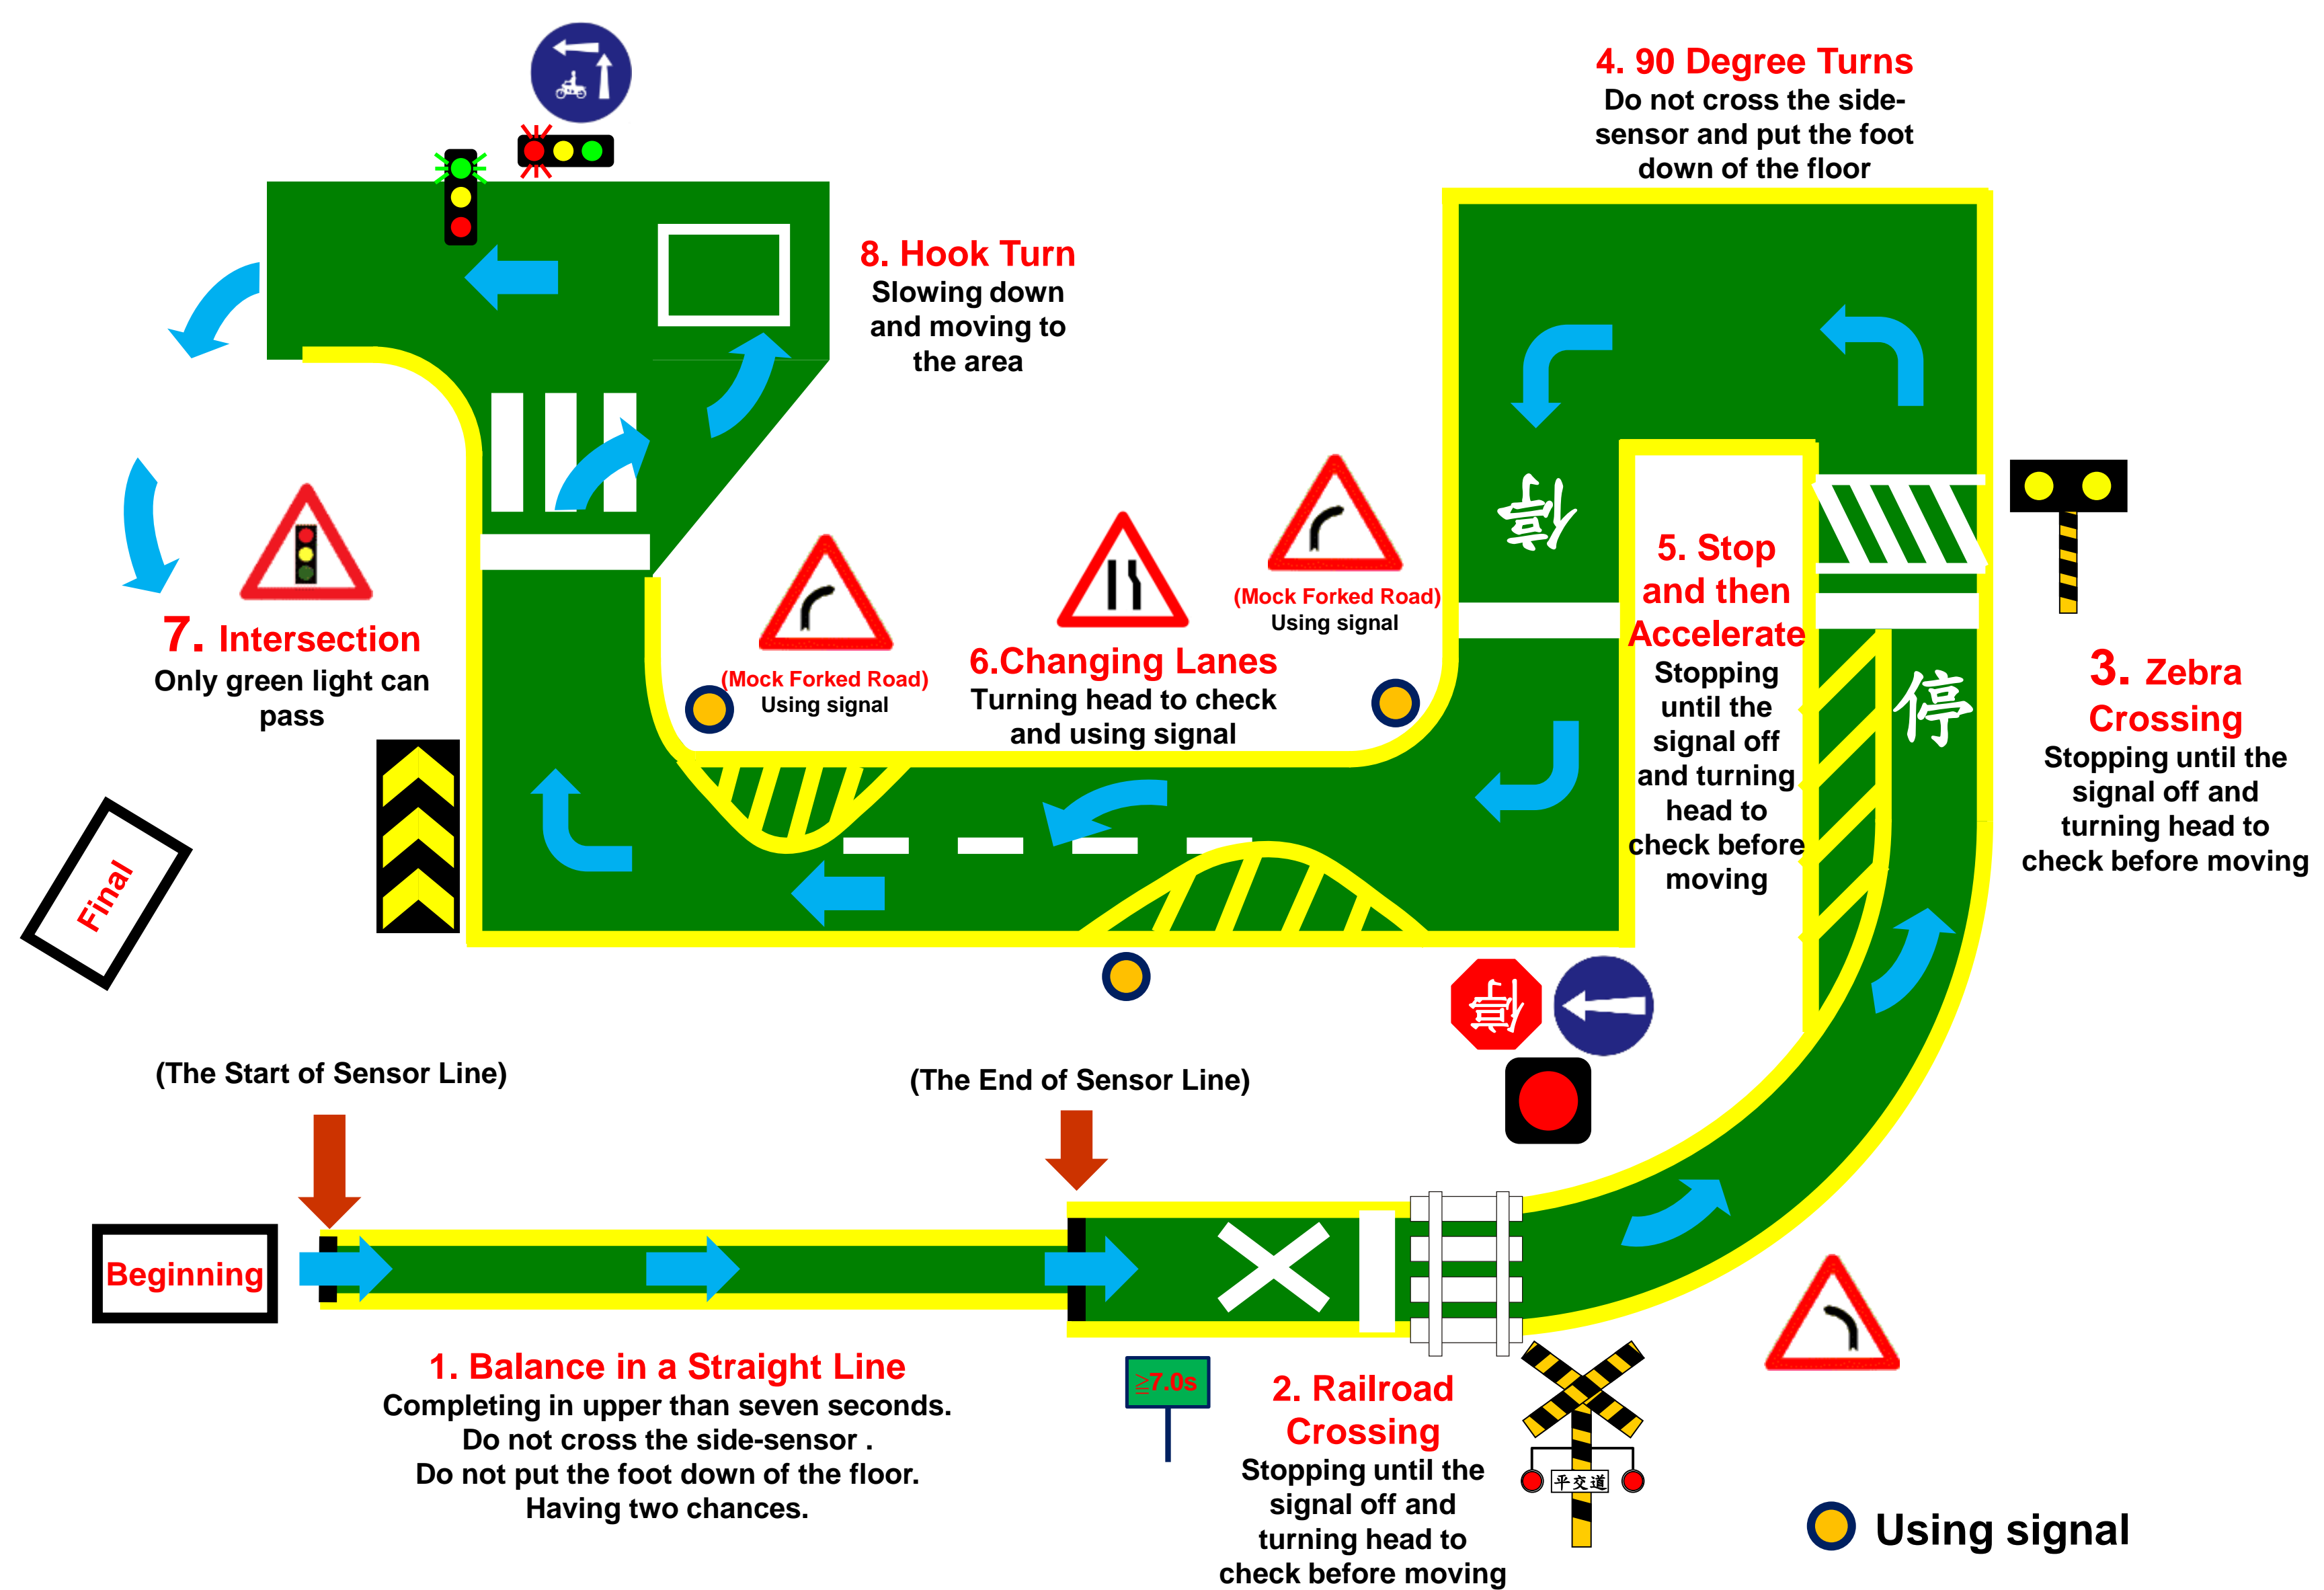 4. 90 Degree Turns
Do not cross the side-
sensor and put the foot
down of the floor
8. Hook Turn
Slowing down
and moving to
the area
停
5. Stop
and then
Accelerate
Stopping
until the
signal off
and turning
head to
check before
moving
(Mock Forked Road)
Using signal
7. Intersection
Only green light can
pass
(Mock Forked Road)
Using signal
6.Changing Lanes
Turning head to check
and using signal
停
3. Zebra
Crossing
Stopping until the
signal off and
turning head to
check before moving
Final
停
(The Start of Sensor Line)
(The End of Sensor Line)
Beginning
1. Balance in a Straight Line
Completing in upper than seven seconds.
Do not cross the side-sensor .
Do not put the foot down of the floor.
Having two chances.
≧7.0s
2. Railroad
Crossing
Stopping until the
signal off and
turning head to
check before moving
平交道
Using signal